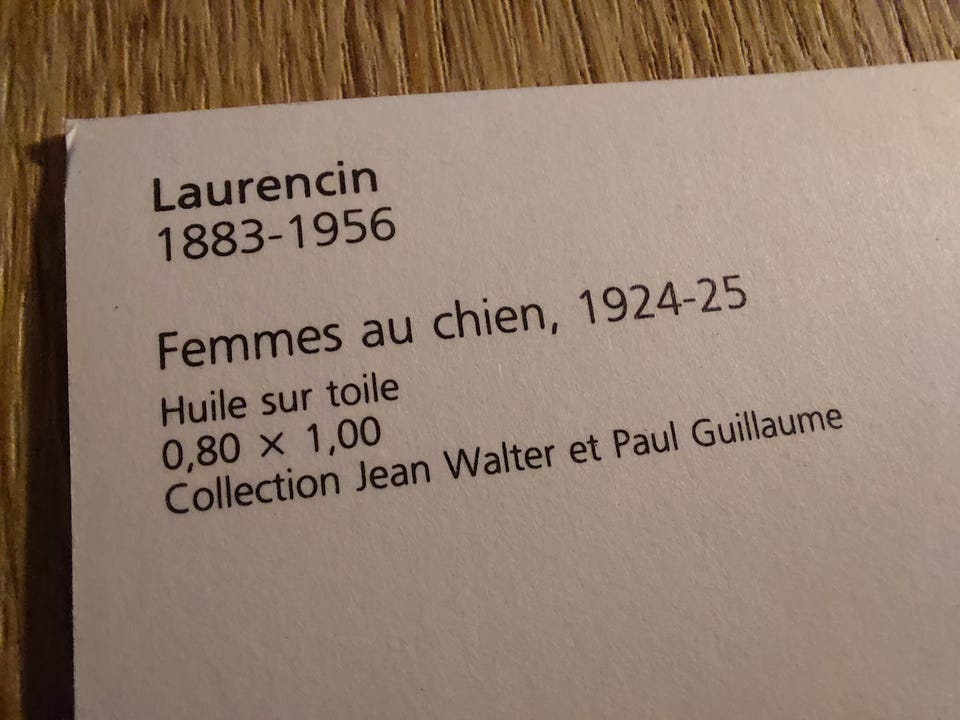 Laurencin
1883-1956
Femmes au chien, 1924-25
Huile sur toile
0,80 × 1,00
Collection Jean Walter et Paul Guillaume